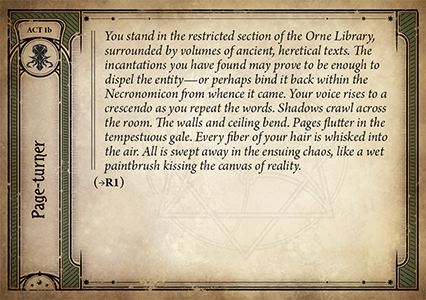 ACT 1b
Page-turner
You stand in the restricted section of the Orne Library,
surrounded by volumes of ancient, heretical texts. The
incantations you have found may prove to be enough to
dispel the entity—or perhaps bind it back within the
Necronomicon from whence it came. Your voice rises to a
crescendo as you repeat the words. Shadows crawl across
the room. The walls and ceiling bend. Pages flutter in the
tempestuous gale. Every fiber of your hair is whisked into
the air. All is swept away in the ensuing chaos, like a wet
paintbrush kissing the canvas of reality.
(→R1)